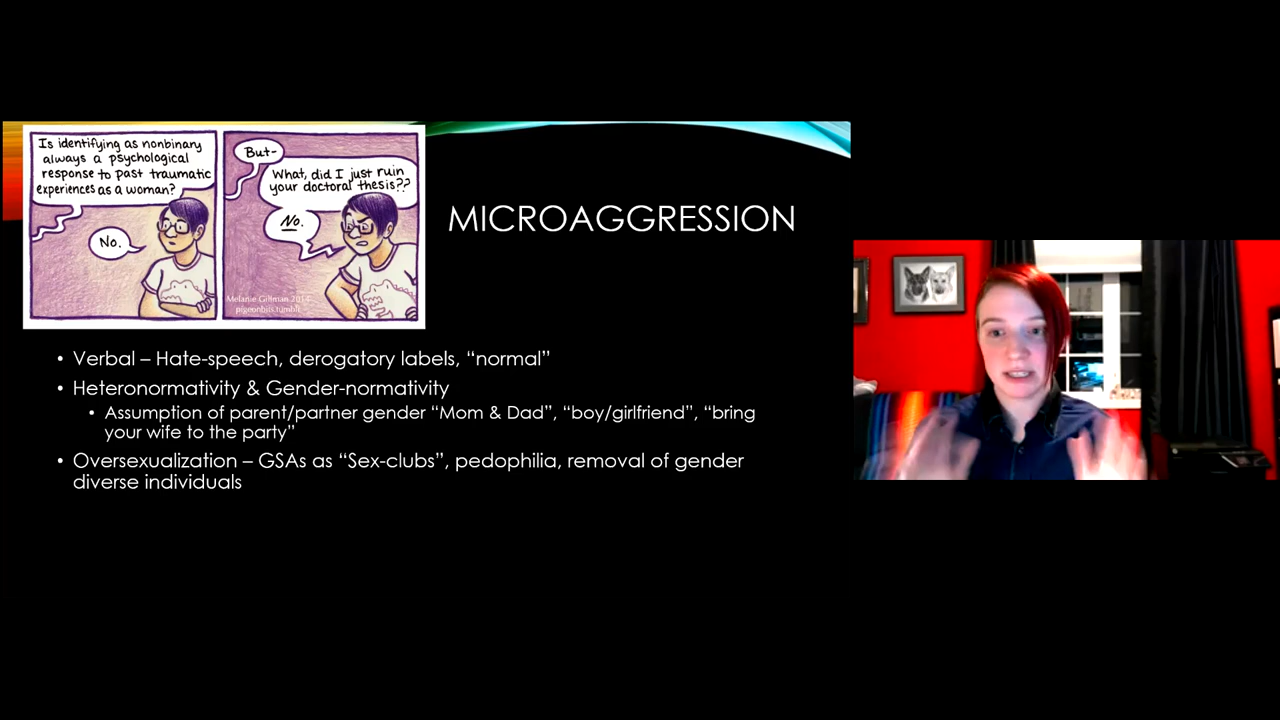 Is identifying as nonbinary
always a psychological
response to past traumatic
experiences as a woman?
No.
But-
What, did I just ruin
your doctoral thesis??
No.
Melanie Gillman 2014
pigeonbits.tumblr
MICROAGGRESSION
• Verbal – Hate-speech, derogatory labels, “normal”
• Heteronormativity & Gender-normativity
• Assumption of parent/partner gender “Mom & Dad”, “boy/girlfriend”, “bring
your wife to the party”
• Oversexualization – GSAs as “Sex-clubs”, pedophilia, removal of gender
diverse individuals